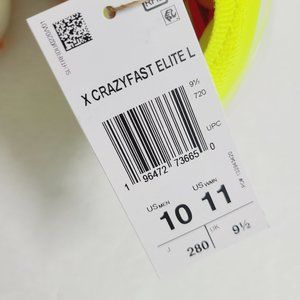 RFID
X CRAZYFAST ELITE L
9½
720
UPC
1 96472 73665 0
US MEN US WMN
10 11
J 280 UK 9½